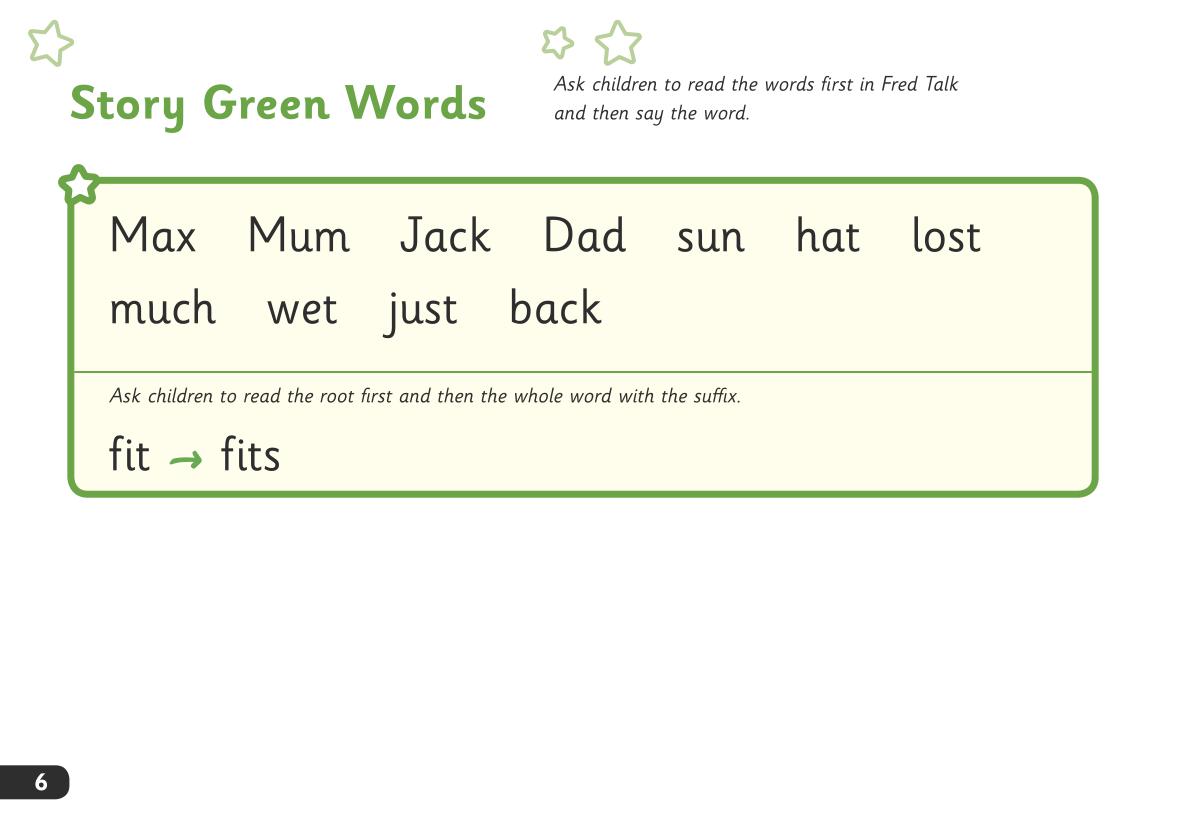 Story Green Words
Ask children to read the words first in Fred Talk
and then say the word.
Max Mum Jack Dad sun hat lost
much wet just back
Ask children to read the root first and then the whole word with the suffix.
fit → fits
6